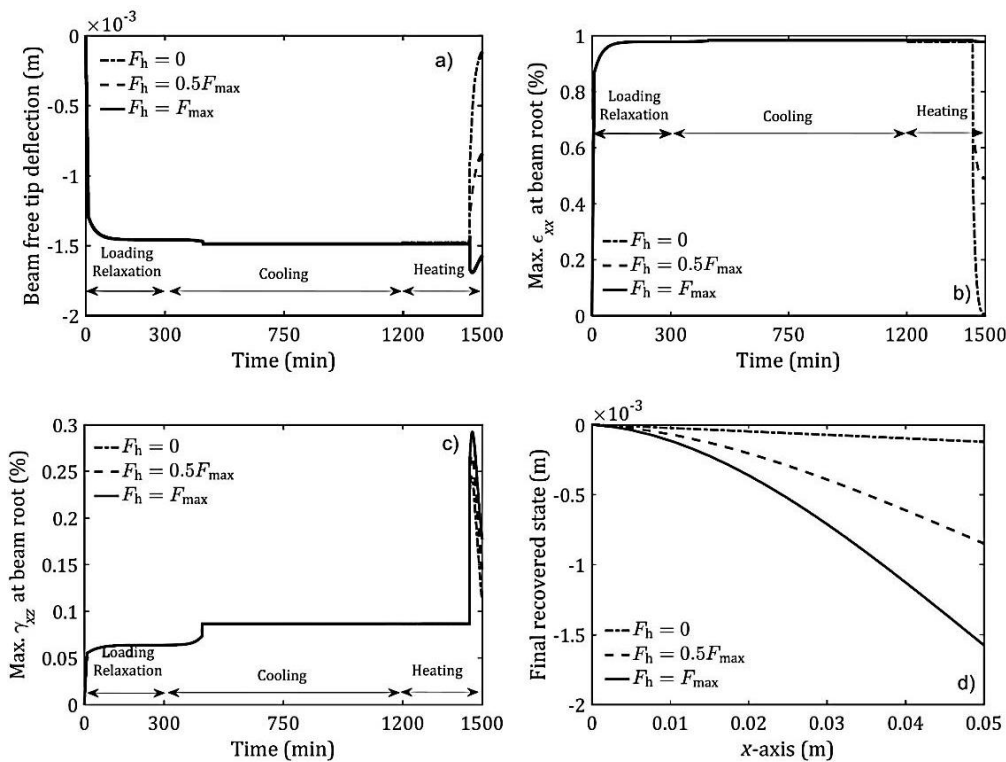 ×10⁻³
0
-0.5
-1
-1.5
-2
Beam free tip deflection (m)
a)
F_h = 0
F_h = 0.5F_max
F_h = F_max
Loading
Relaxation
Cooling
Heating
0 300 750 1200 1500
Time (min)
1
0.8
0.6
0.4
0.2
0
Max. ϵ_xx at beam root (%)
Loading
Relaxation
Cooling
Heating
F_h = 0
F_h = 0.5F_max
F_h = F_max
b)
0 300 750 1200 1500
Time (min)
0.3
0.25
0.2
0.15
0.1
0.05
0
Max. γ_xz at beam root (%)
c)
F_h = 0
F_h = 0.5F_max
F_h = F_max
Loading
Relaxation
Cooling
Heating
0 300 750 1200 1500
Time (min)
×10⁻³
0
-0.5
-1
-1.5
-2
Final recovered state (m)
F_h = 0
F_h = 0.5F_max
F_h = F_max
d)
0 0.01 0.02 0.03 0.04 0.05
x-axis (m)